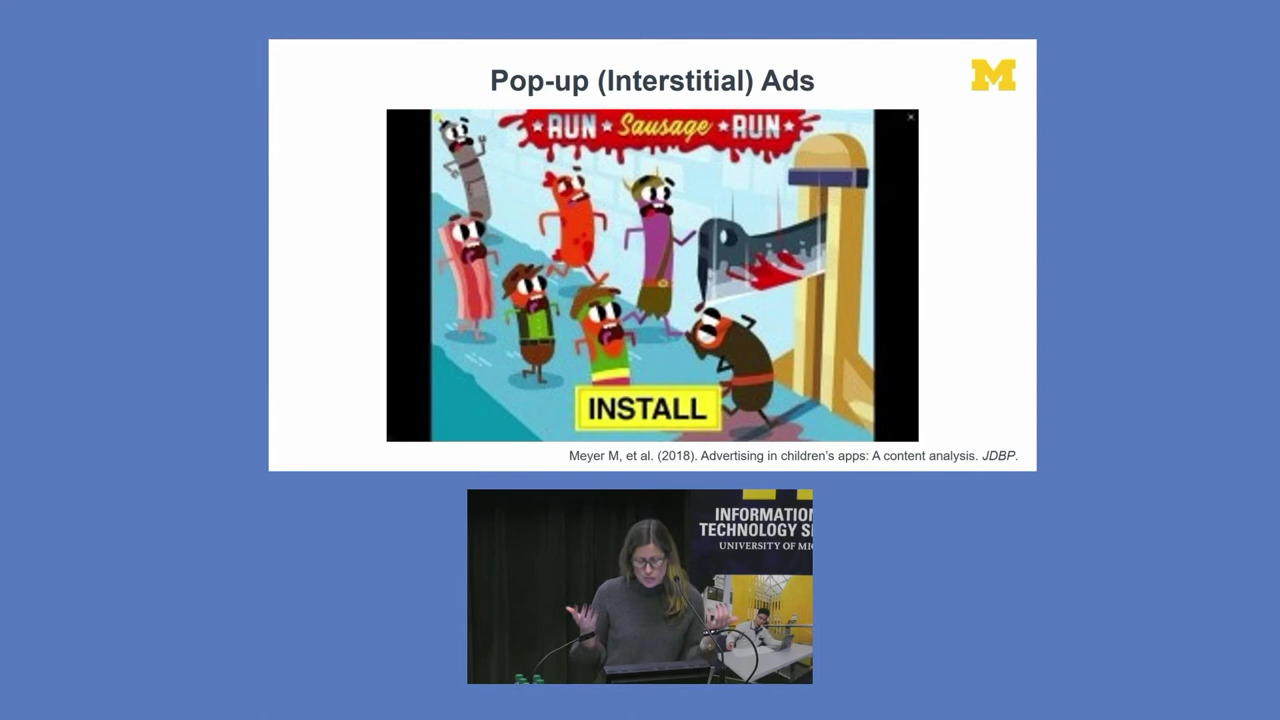 Pop-up (Interstitial) Ads
M
RUN Sausage RUN
INSTALL
Meyer M, et al. (2018). Advertising in children's apps: A content analysis. JDBP.
INFORMATION
TECHNOLOGY S
UNIVERSITY OF MIC